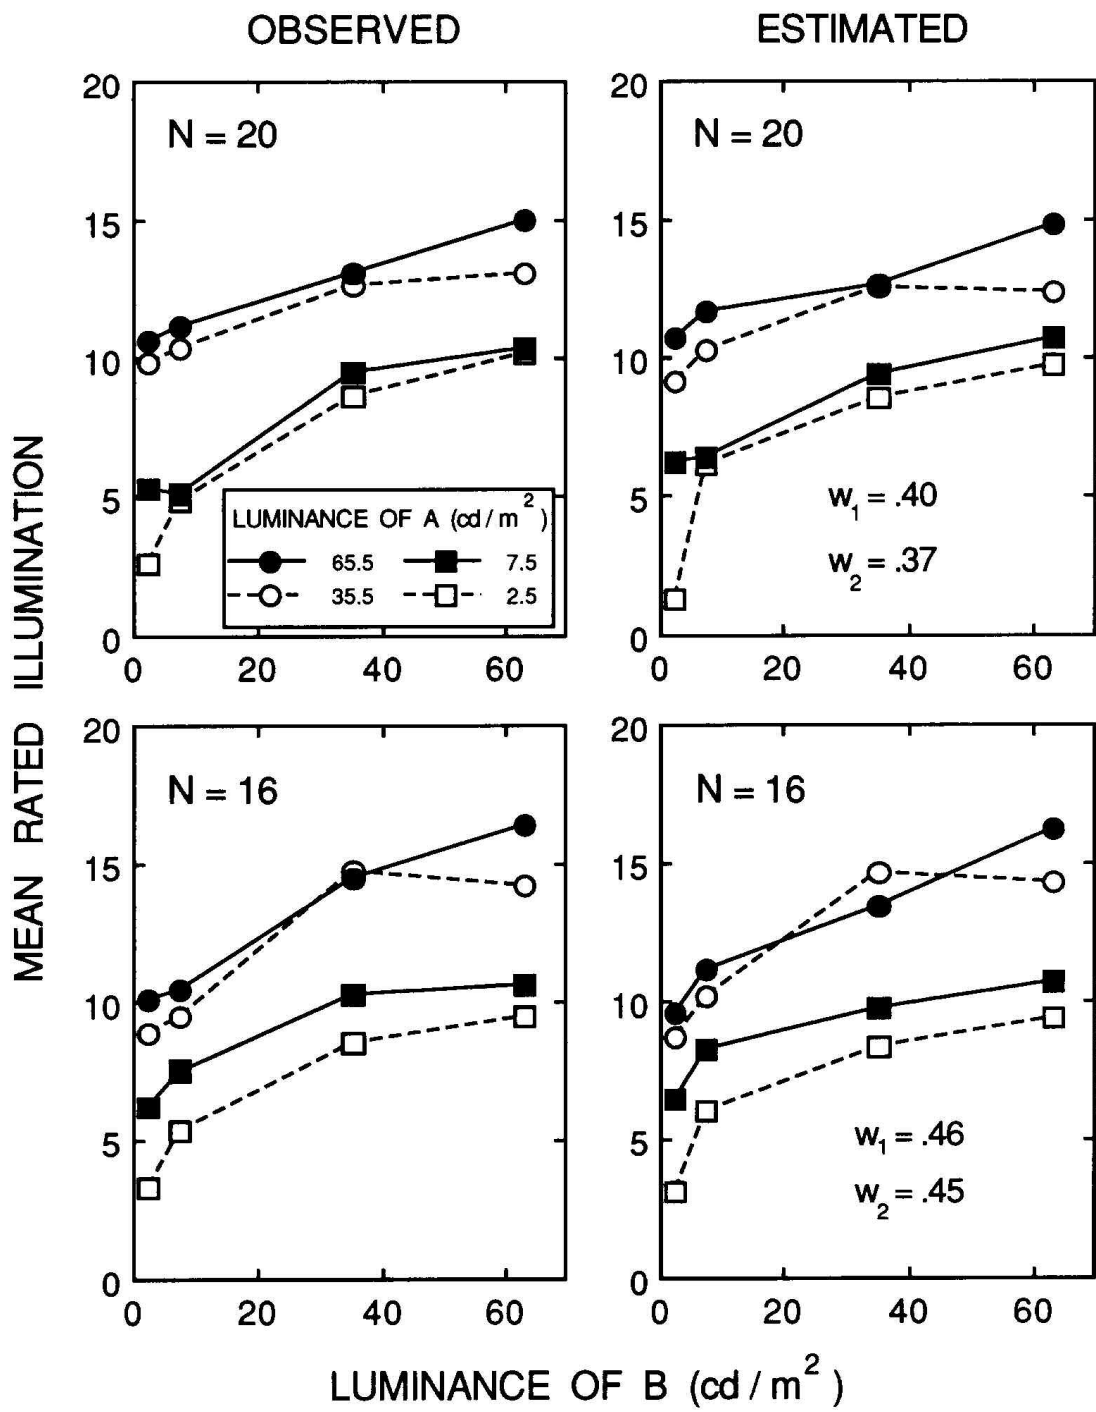 OBSERVED ESTIMATED
20 20
N = 20 N = 20
15 15
10 10
5 5
LUMINANCE OF A (cd / m²)
65.5 7.5
35.5 2.5
w₁ = .40
w₂ = .37
0 0
0 20 40 60 0 20 40 60
MEAN RATED ILLUMINATION
20 20
N = 16 N = 16
15 15
10 10
5 5
w₁ = .46
w₂ = .45
0 0
0 20 40 60 0 20 40 60
LUMINANCE OF B (cd / m²)